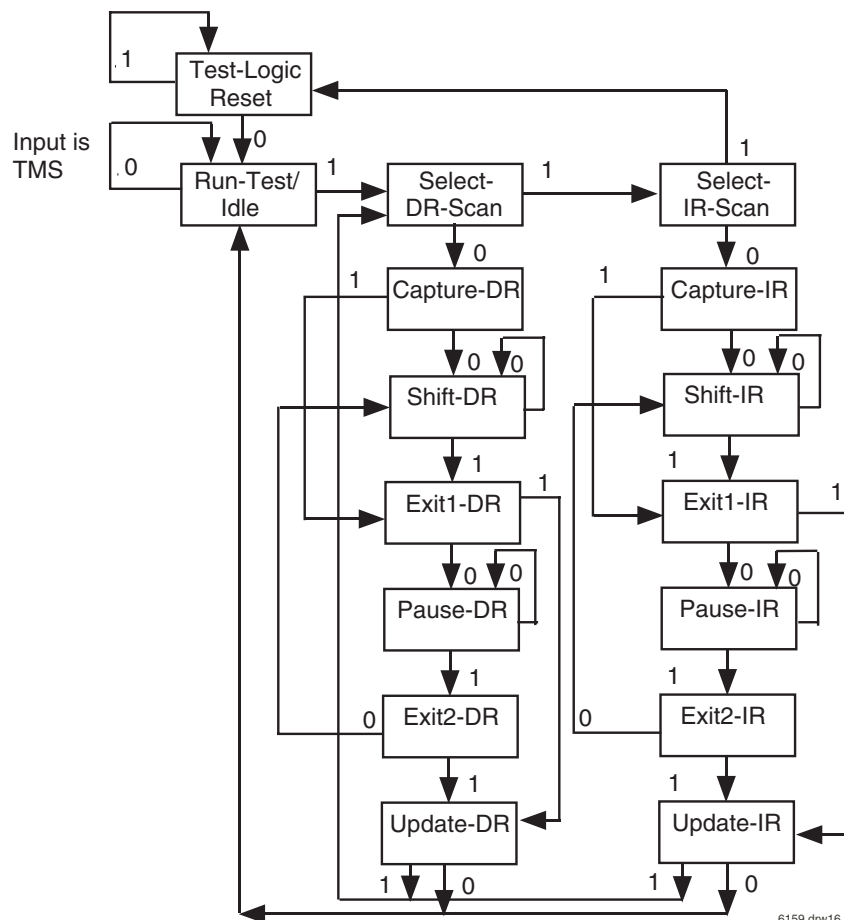 1
Test-Logic
Reset
0
Input is
TMS
0
Run-Test/
Idle
1
Select-
DR-Scan
1
Select-
IR-Scan
1
0
0
1
Capture-DR
1
Capture-IR
0
0
0
0
Shift-DR
Shift-IR
1
1
Exit1-DR
1
Exit1-IR
1
0
0
0
0
Pause-DR
Pause-IR
1
1
0
Exit2-DR
0
Exit2-IR
1
1
Update-DR
Update-IR
1
0
1
0
6159 drw16